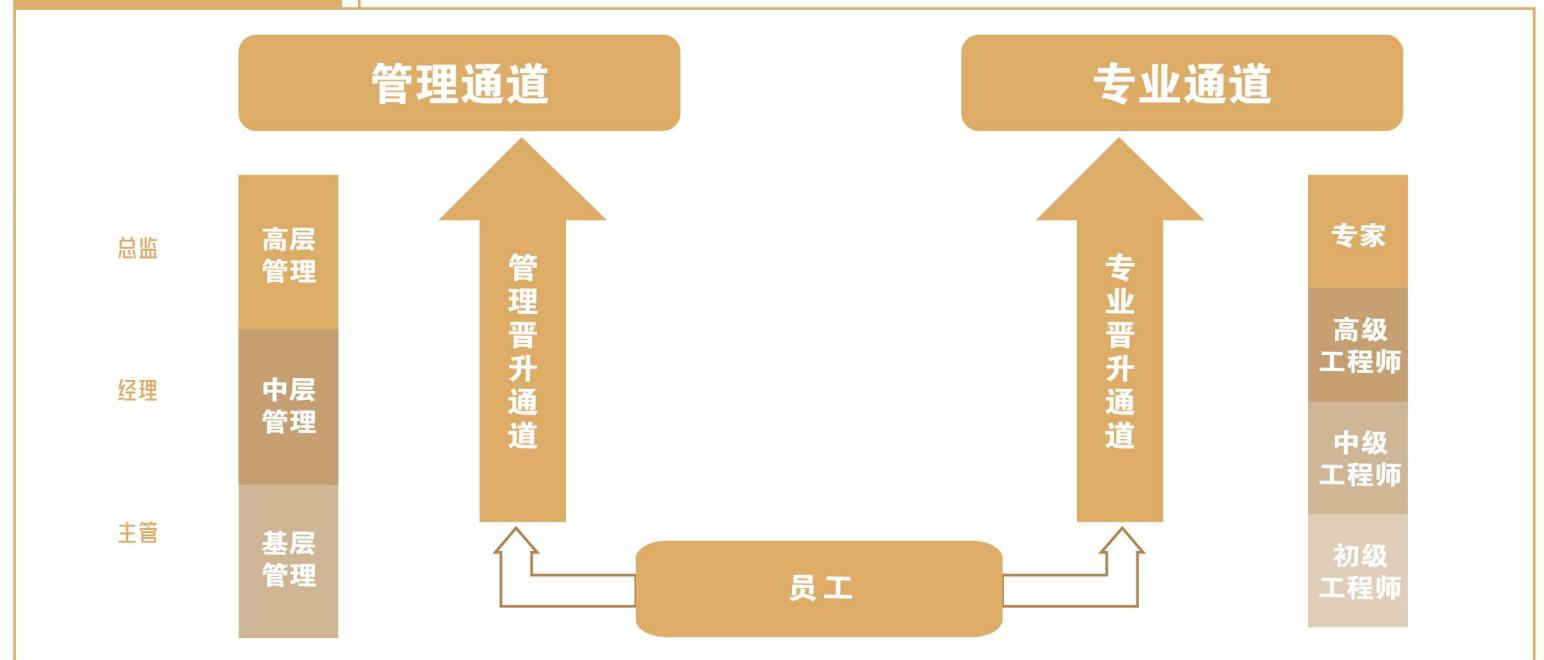 管理通道
专业通道
总监
高层
管理
经理
中层
管理
主管
基层
管理
管理晋升通道
专业晋升通道
专家
高级
工程师
中级
工程师
初级
工程师
员工